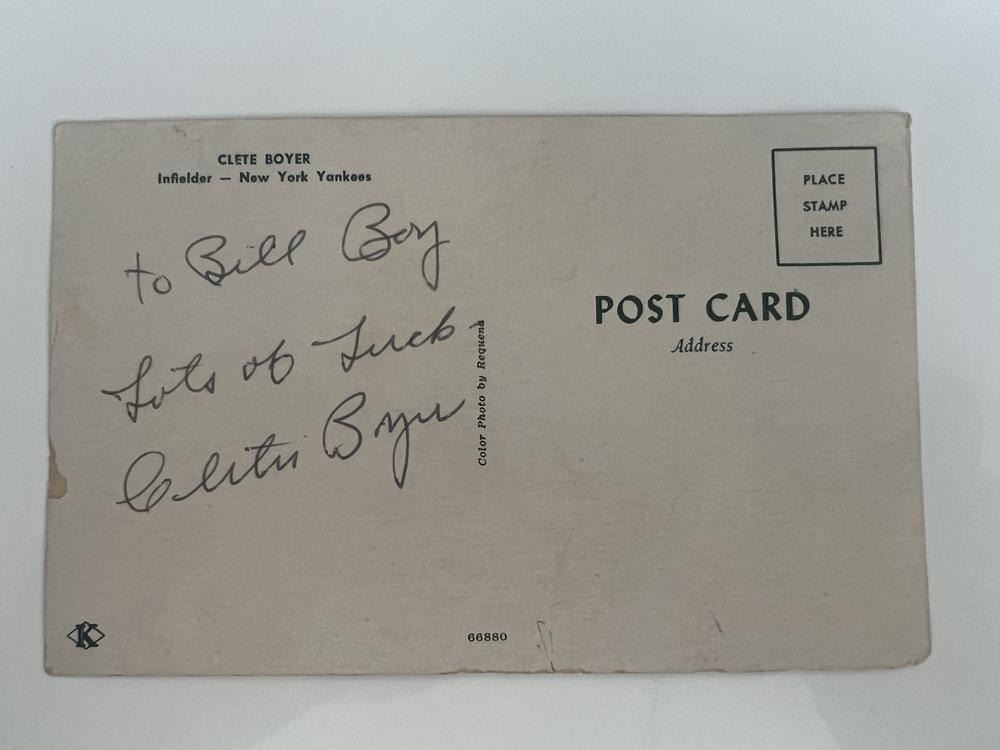 CLETE BOYER
Infielder — New York Yankees
to Bill Boy
Lots of Luck
Cletis Boyer
Color Photo by Requena
PLACE
STAMP
HERE
POST CARD
Address
K
66880